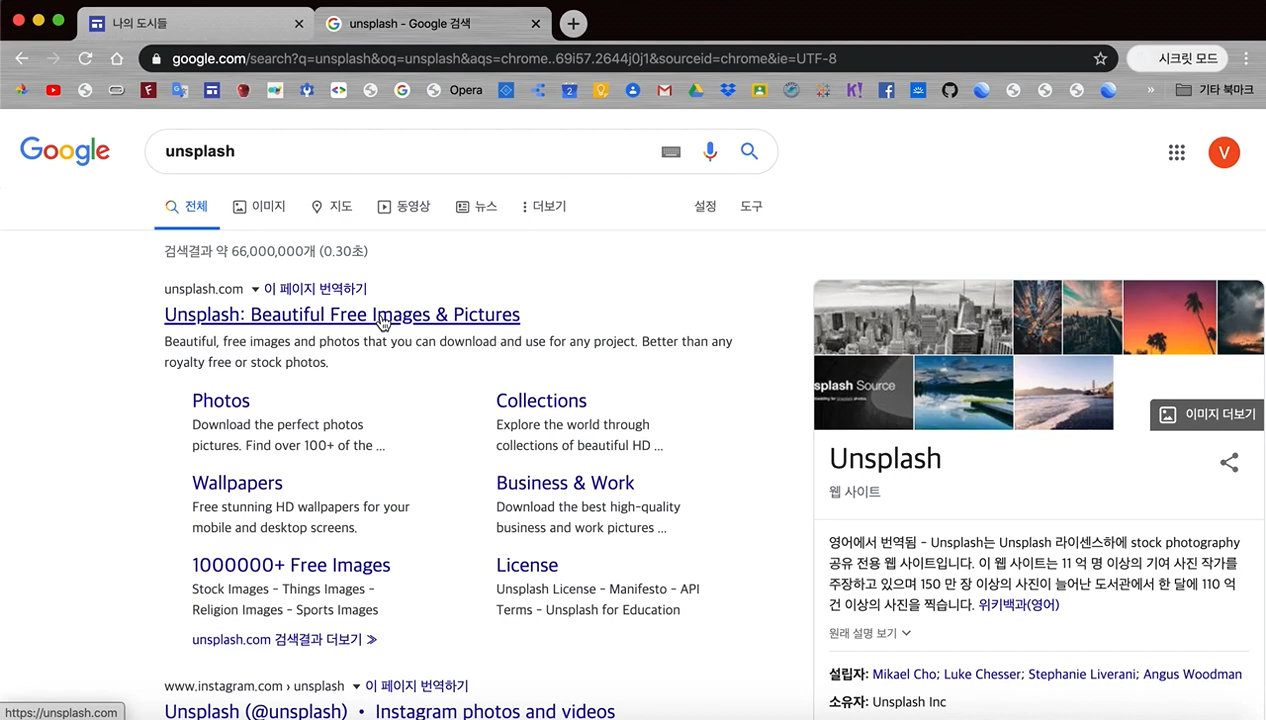 나의 도시들
unsplash - Google 검색
google.com/search?q=unsplash&oq=unsplash&aqs=chrome..69i57.2644j0j1&sourceid=chrome&ie=UTF-8
시크릿 모드
Opera
기타 북마크
Google
unsplash
V
전체 이미지 지도 동영상 뉴스 더보기 설정 도구
검색결과 약 66,000,000개 (0.30초)
unsplash.com 이 페이지 번역하기
Unsplash: Beautiful Free Images & Pictures
Beautiful, free images and photos that you can download and use for any project. Better than any
royalty free or stock photos.
Photos
Download the perfect photos
pictures. Find over 100+ of the ...
Collections
Explore the world through
collections of beautiful HD ...
Wallpapers
Free stunning HD wallpapers for your
mobile and desktop screens.
Business & Work
Download the best high-quality
business and work pictures ...
1000000+ Free Images
Stock Images - Things Images -
Religion Images - Sports Images
License
Unsplash License - Manifesto - API
Terms - Unsplash for Education
unsplash.com 검색결과 더보기 ≫
www.instagram.com › unsplash 이 페이지 번역하기
Unsplash (@unsplash) • Instagram photos and videos
https://unsplash.com
splash Source
이미지 더보기
Unsplash
웹 사이트
영어에서 번역됨 - Unsplash는 Unsplash 라이센스하에 stock photography
공유 전용 웹 사이트입니다. 이 웹 사이트는 11 억 명 이상의 기여 사진 작가를
주장하고 있으며 150 만 장 이상의 사진이 늘어난 도서관에서 한 달에 110 억
건 이상의 사진을 찍습니다. 위키백과(영어)
원래 설명 보기
설립자: Mikael Cho; Luke Chesser; Stephanie Liverani; Angus Woodman
소유자: Unsplash Inc